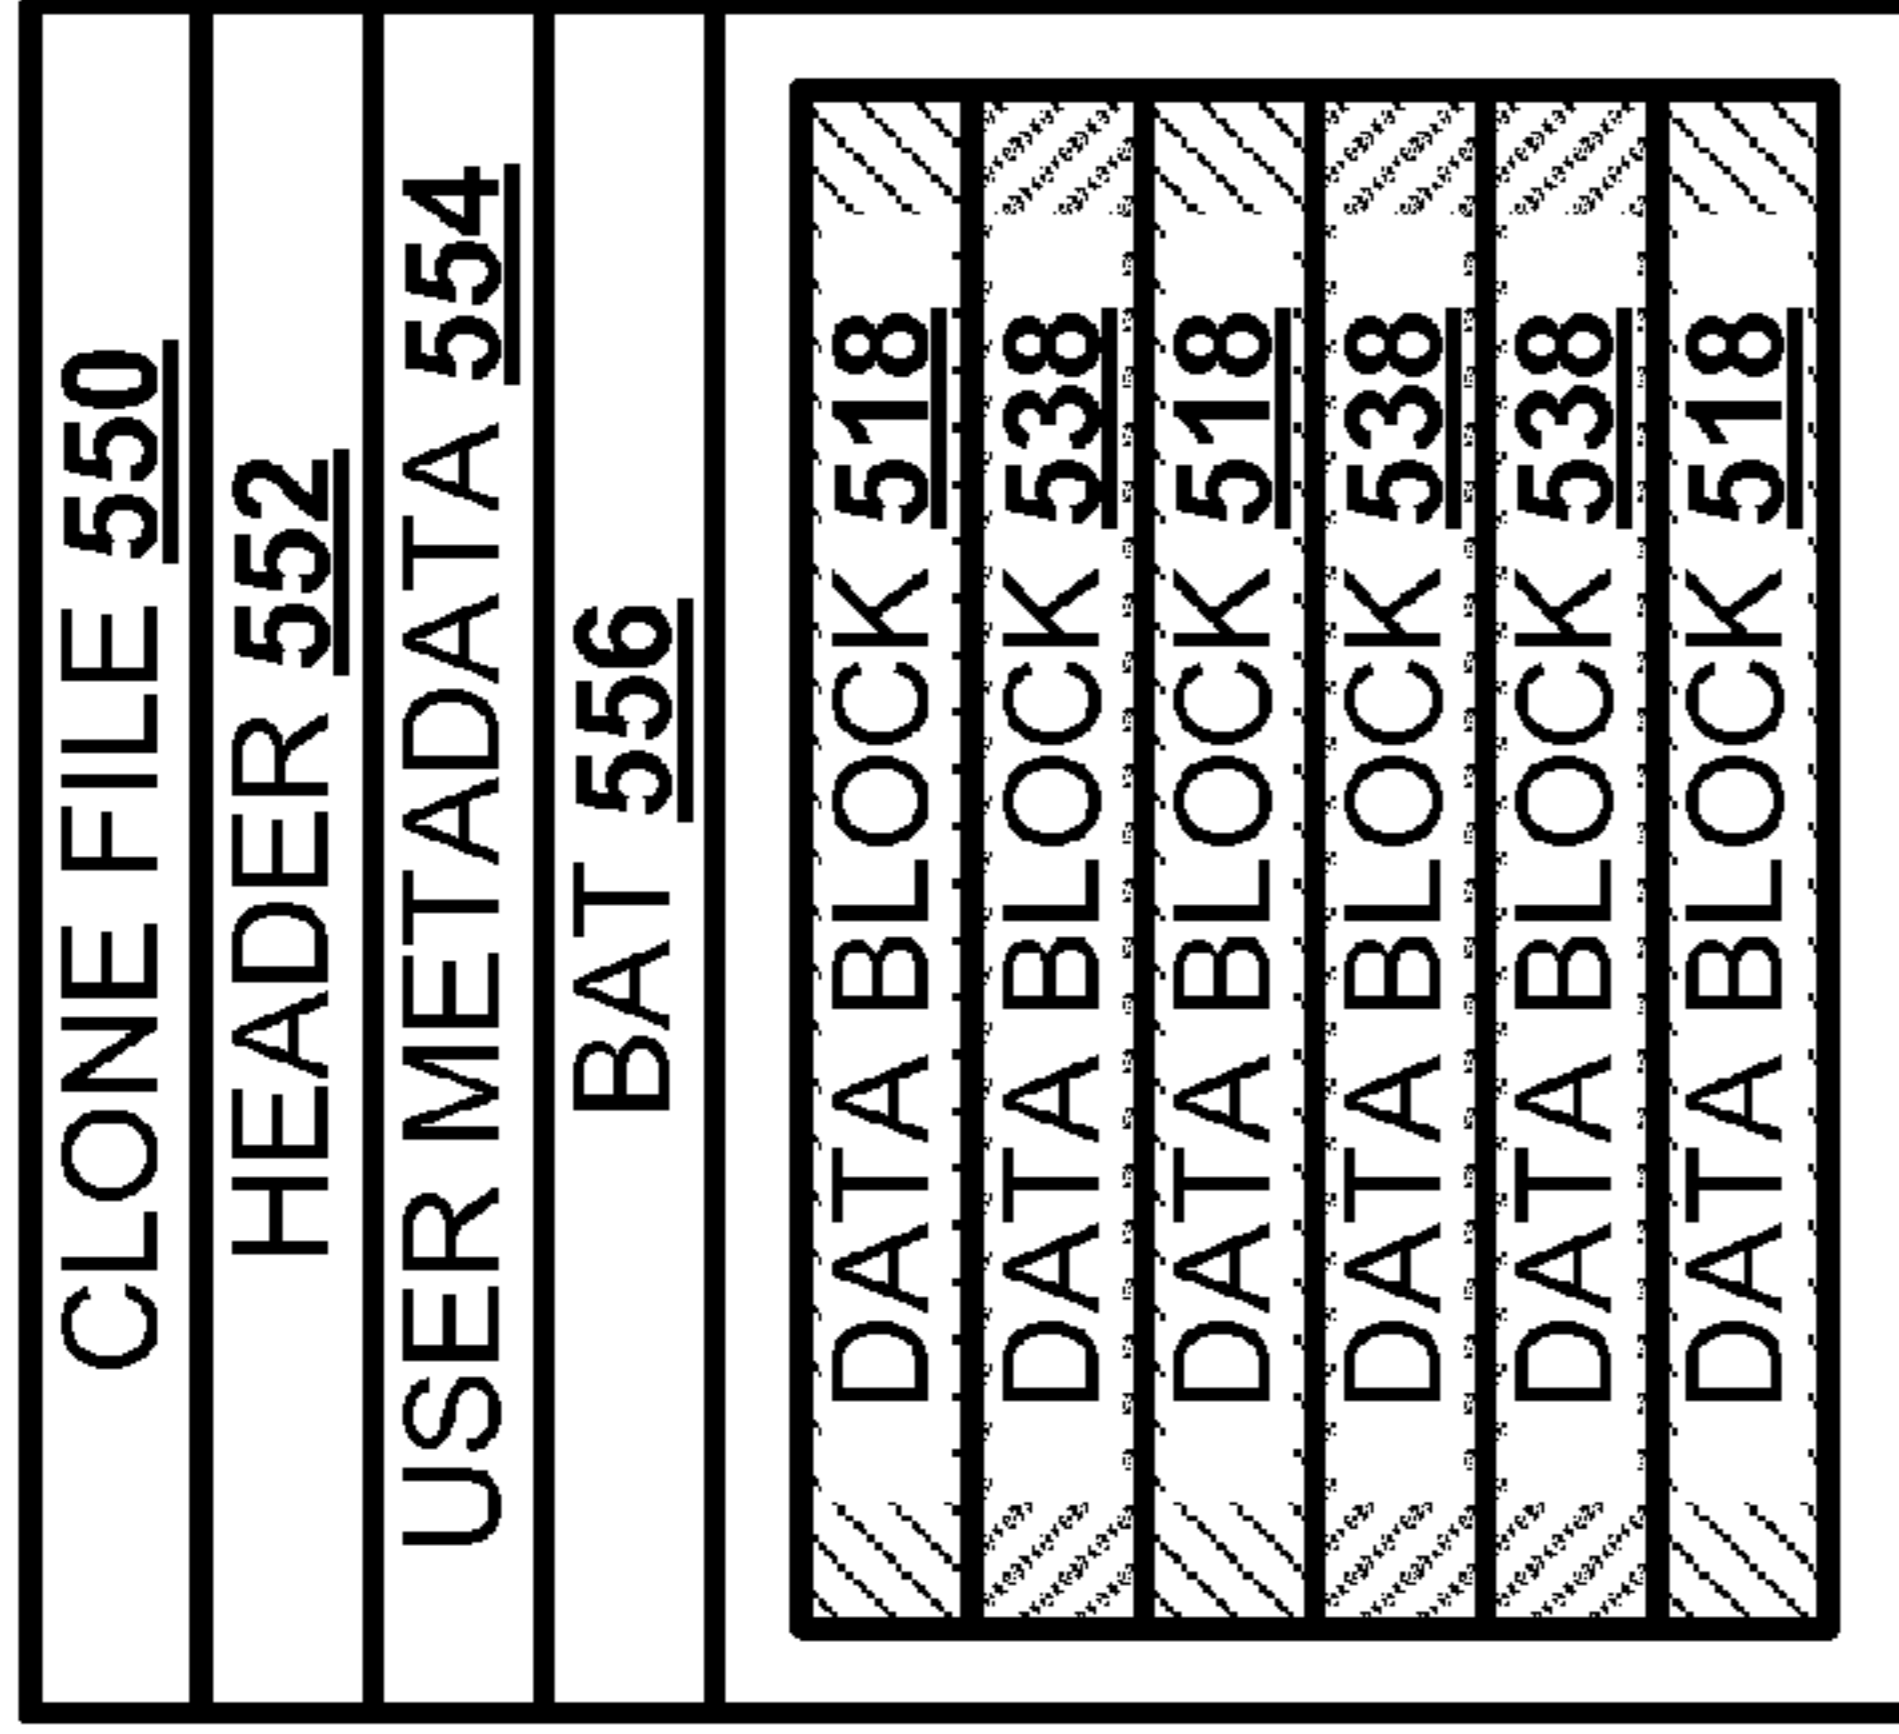 CLONE FILE 550
HEADER 552
USER METADATA 554
BAT 556
DATA BLOCK 518
DATA BLOCK 538
DATA BLOCK 518
DATA BLOCK 538
DATA BLOCK 538
DATA BLOCK 518